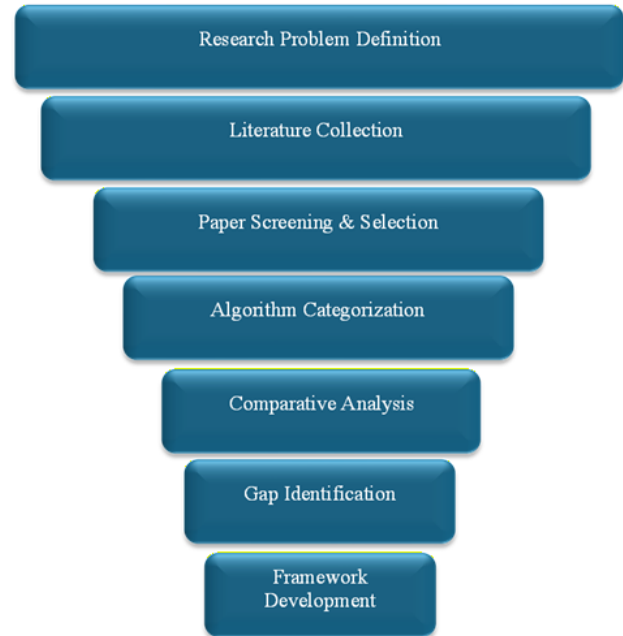 Research Problem Definition
Literature Collection
Paper Screening & Selection
Algorithm Categorization
Comparative Analysis
Gap Identification
Framework
Development